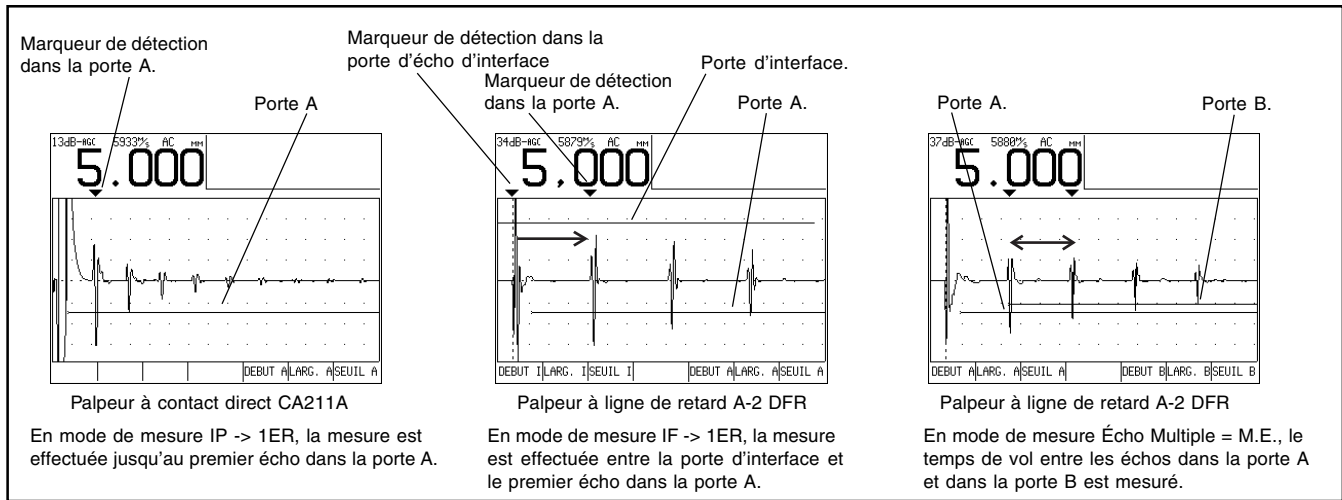 Marqueur de détection
dans la porte A.
Porte A
13dB-AGC 5933M/s AC MM
5.000
DEBUT A LARG. A SEUIL A
Palpeur à contact direct CA211A
En mode de mesure IP -> 1ER, la mesure est
effectuée jusqu'au premier écho dans la porte A.
Marqueur de détection dans la
porte d'écho d'interface
Marqueur de détection
dans la porte A.
Porte d'interface.
Porte A.
34dB-AGC 5879M/s AC MM
5,000
DEBUT I LARG. I SEUIL I DEBUT A LARG. A SEUIL A
Palpeur à ligne de retard A-2 DFR
En mode de mesure IF -> 1ER, la mesure
est effectuée entre la porte d'interface et
le premier écho dans la porte A.
Porte A.
Porte B.
37dB-AGC 5880M/s AC MM
5.000
DEBUT A LARG. A SEUIL A DEBUT B LARG. B SEUIL B
Palpeur à ligne de retard A-2 DFR
En mode de mesure Écho Multiple = M.E., le
temps de vol entre les échos dans la porte A
et dans la porte B est mesuré.